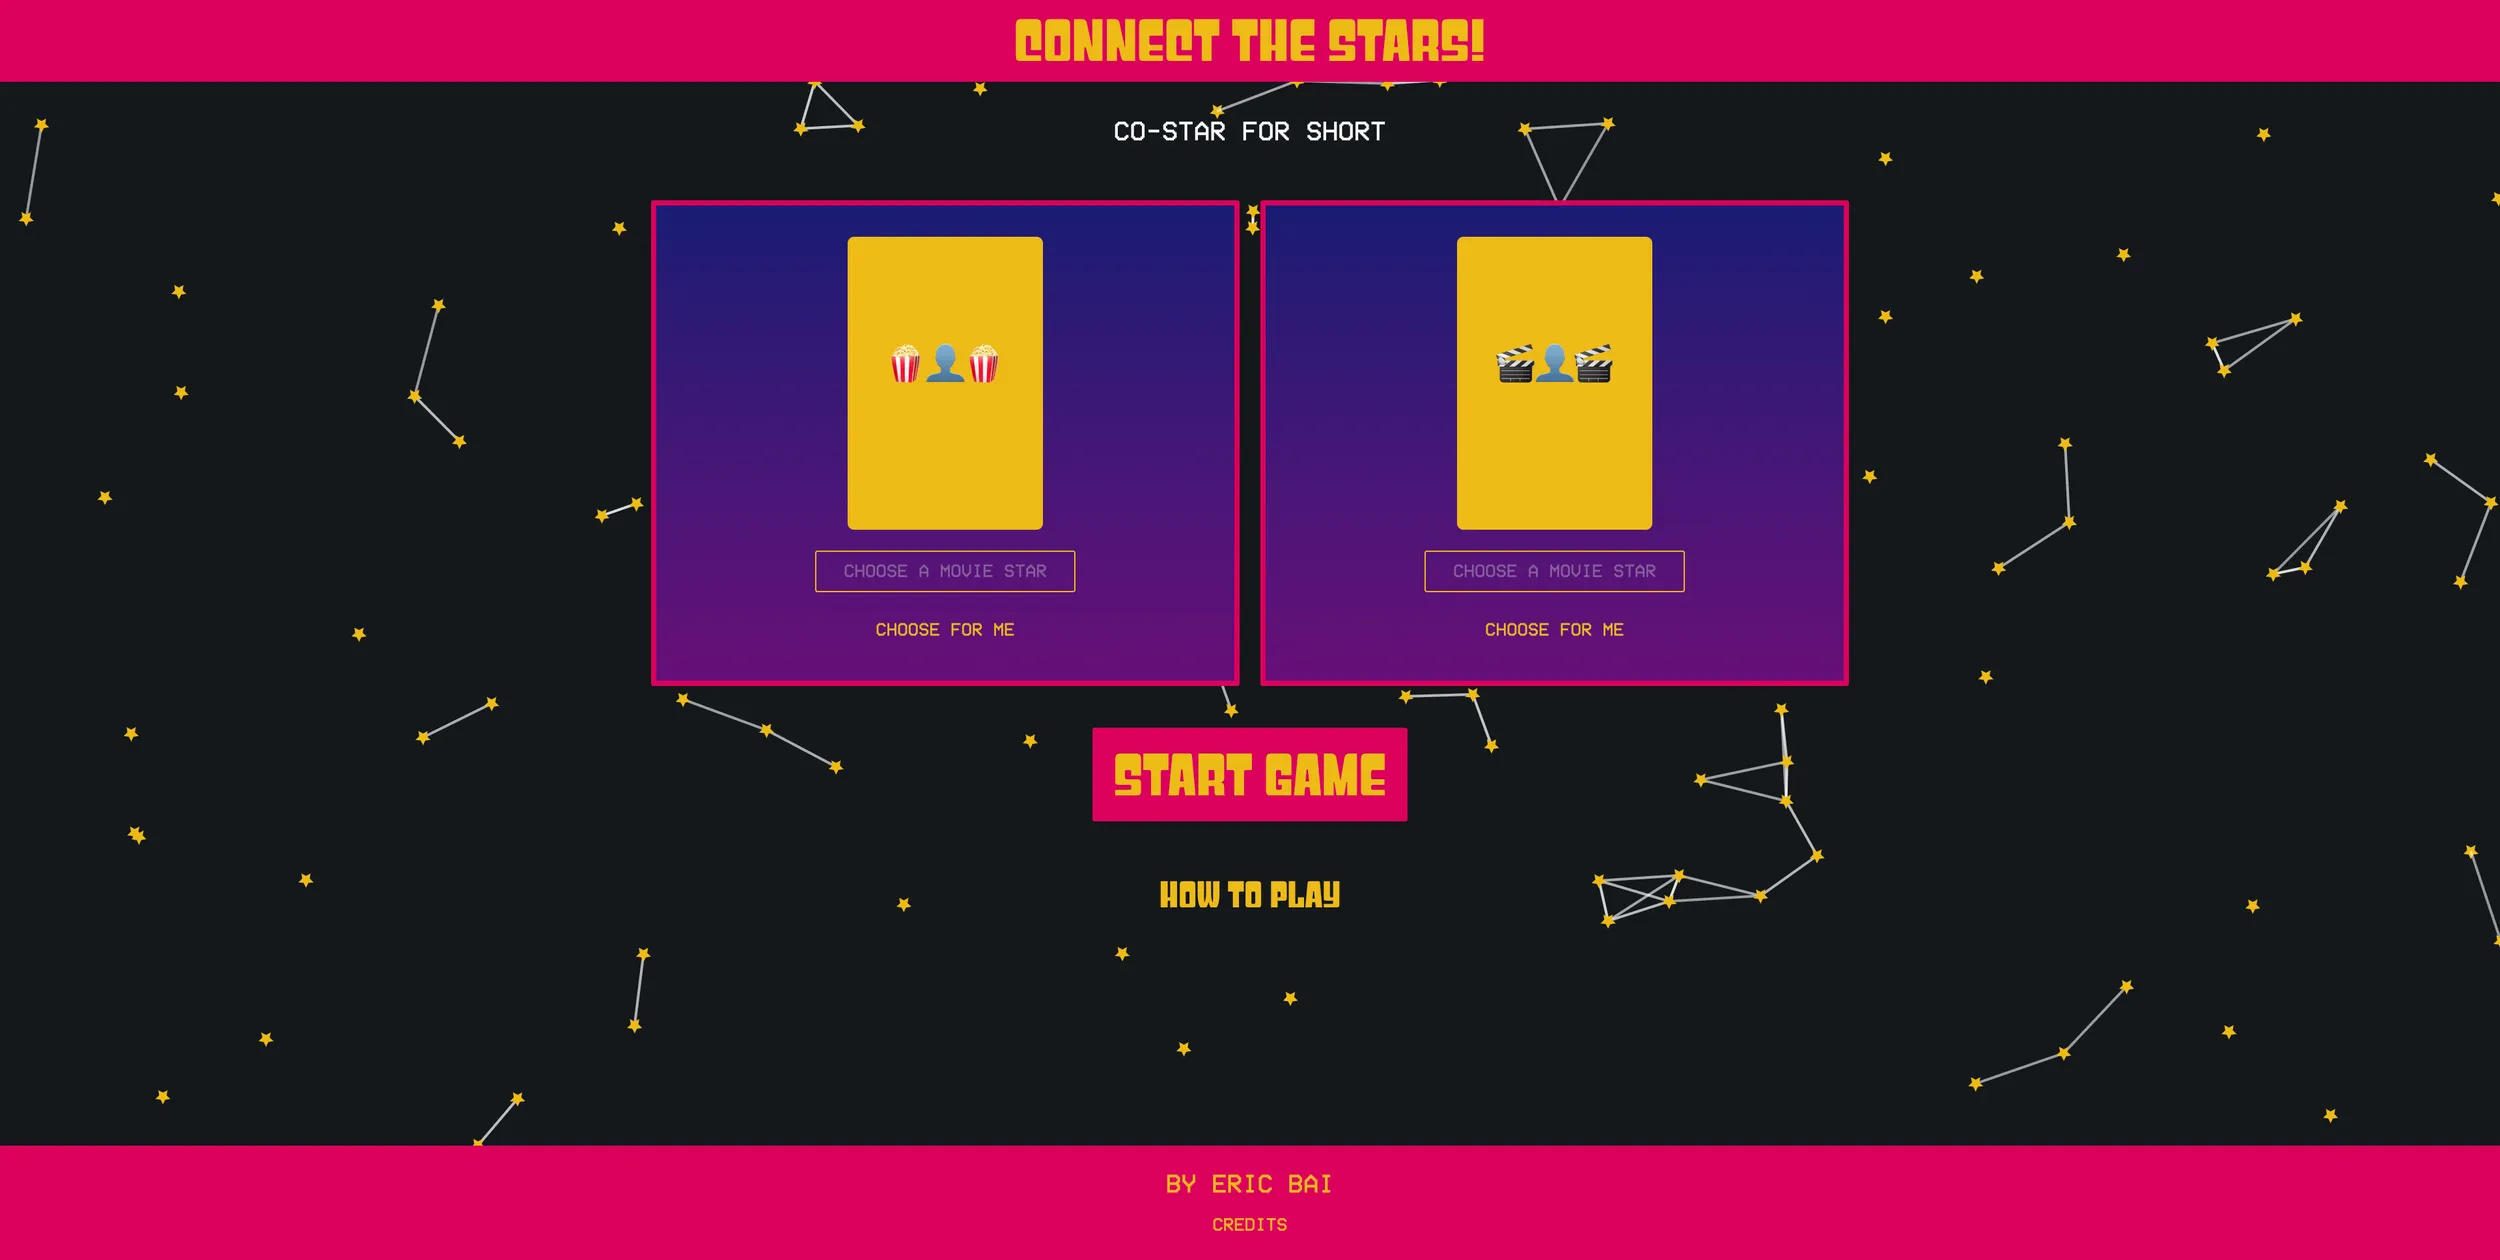 CONNECT THE STARS!
CO-STAR FOR SHORT
CHOOSE A MOVIE STAR
CHOOSE FOR ME
CHOOSE A MOVIE STAR
CHOOSE FOR ME
START GAME
HOW TO PLAY
BY ERIC BAI
CREDITS